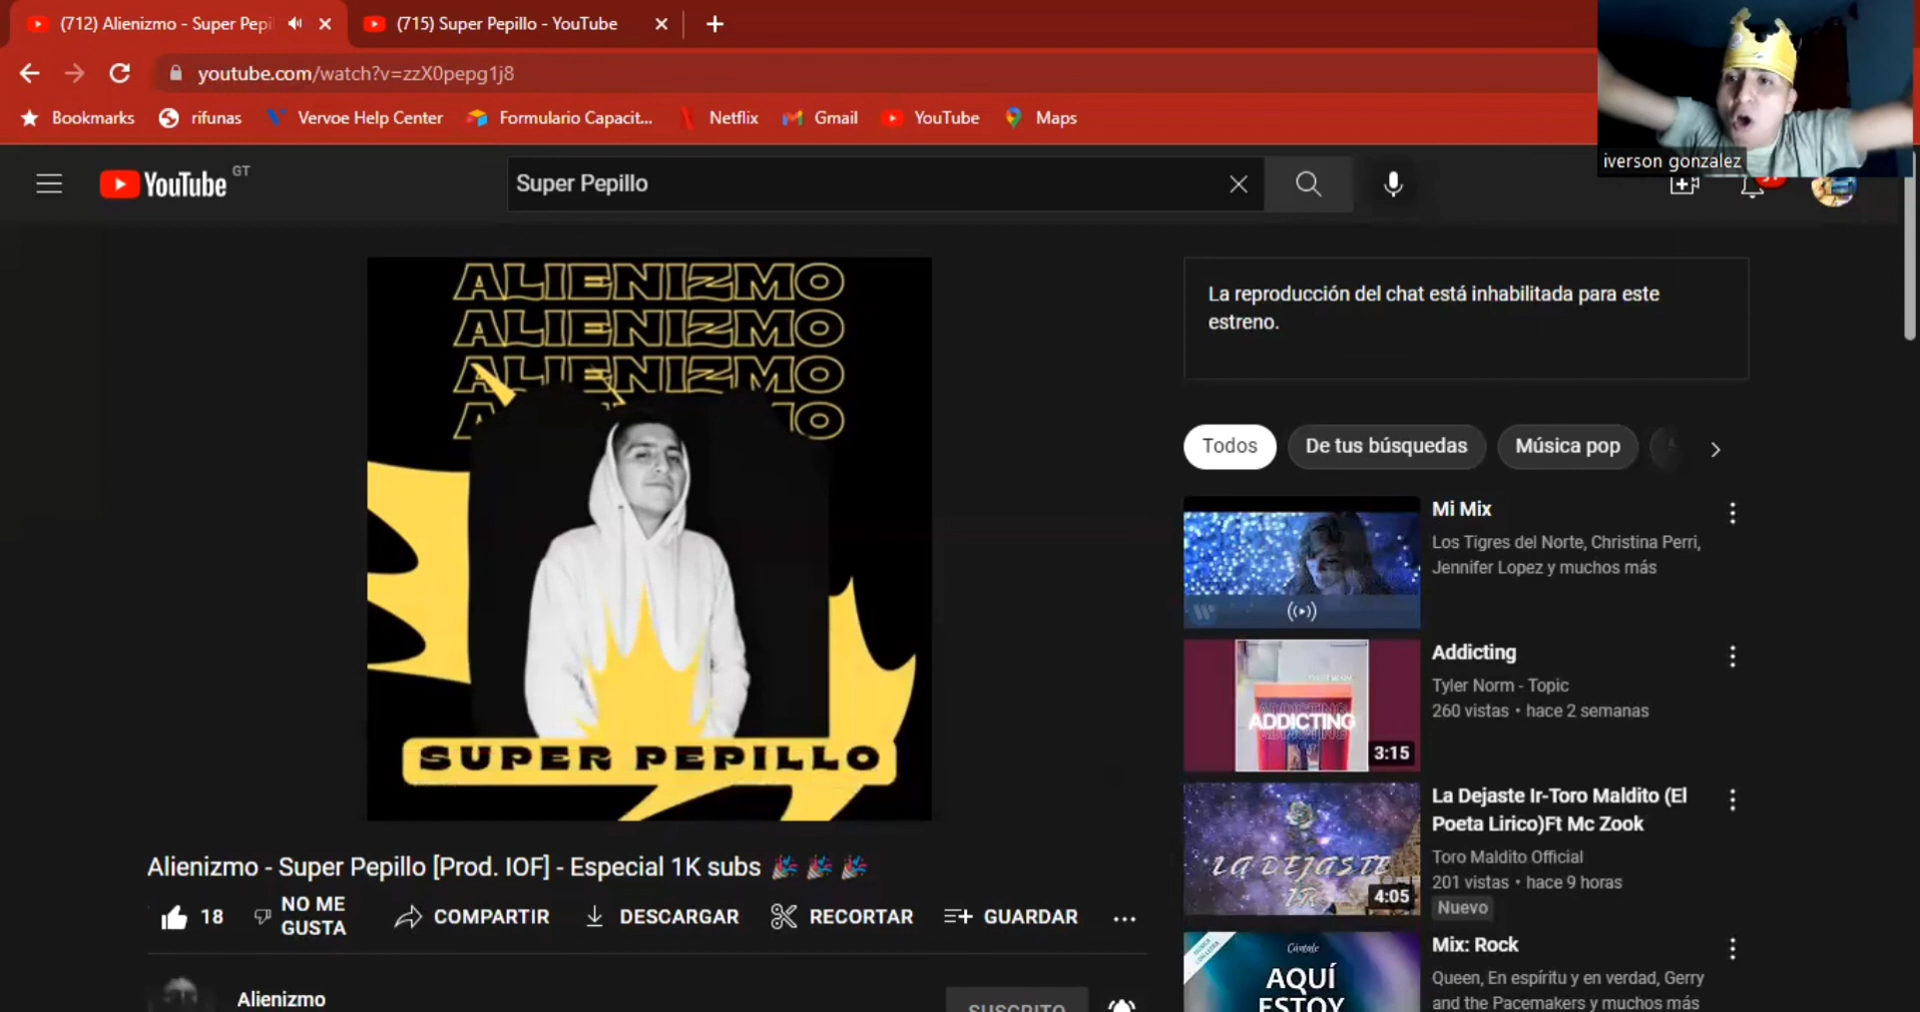 (712) Alienizmo - Super Pepi
(715) Super Pepillo - YouTube
youtube.com/watch?v=zzX0pepg1j8
Bookmarks
rifunas
Vervoe Help Center
Formulario Capacit...
Netflix
Gmail
YouTube
Maps
iverson gonzalez
YouTube GT
Super Pepillo
ALIENIZMO
ALIENIZMO
ALIENIZMO
SUPER PEPILLO
La reproducción del chat está inhabilitada para este
estreno.
Todos
De tus búsquedas
Música pop
Mi Mix
Los Tigres del Norte, Christina Perri,
Jennifer Lopez y muchos más
ADDICTING
3:15
Addicting
Tyler Norm - Topic
260 vistas • hace 2 semanas
LA DEJASTE
IR
4:05
La Dejaste Ir-Toro Maldito (El
Poeta Lirico)Ft Mc Zook
Toro Maldito Official
201 vistas • hace 9 horas
Nuevo
Cántale
AQUÍ
ESTOY
Mix: Rock
Queen, En espíritu y en verdad, Gerry
and the Pacemakers y muchos más
Alienizmo - Super Pepillo [Prod. IOF] - Especial 1K subs 🎉 🎉 🎉
18
NO ME
GUSTA
COMPARTIR
DESCARGAR
RECORTAR
GUARDAR
Alienizmo
SUSCRITO